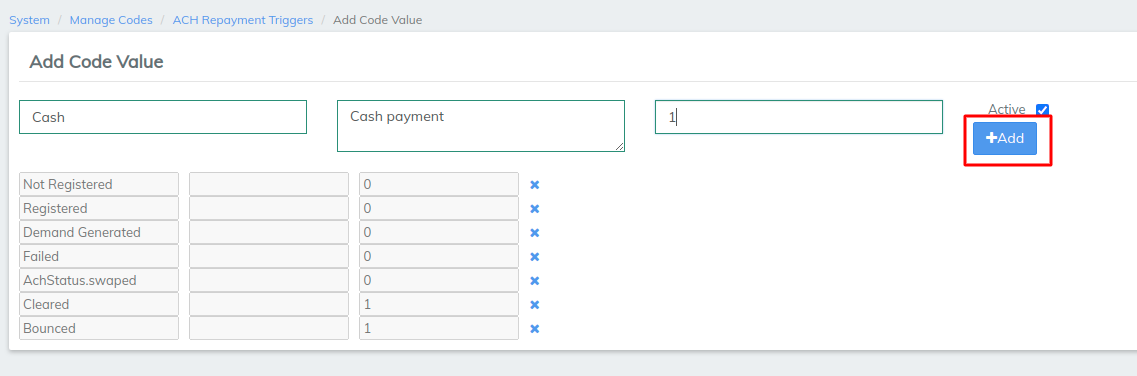 System / Manage Codes / ACH Repayment Triggers / Add Code Value
Add Code Value
Cash Cash payment 1 Active
+Add
Not Registered 0
Registered 0
Demand Generated 0
Failed 0
AchStatus.swaped 0
Cleared 1
Bounced 1